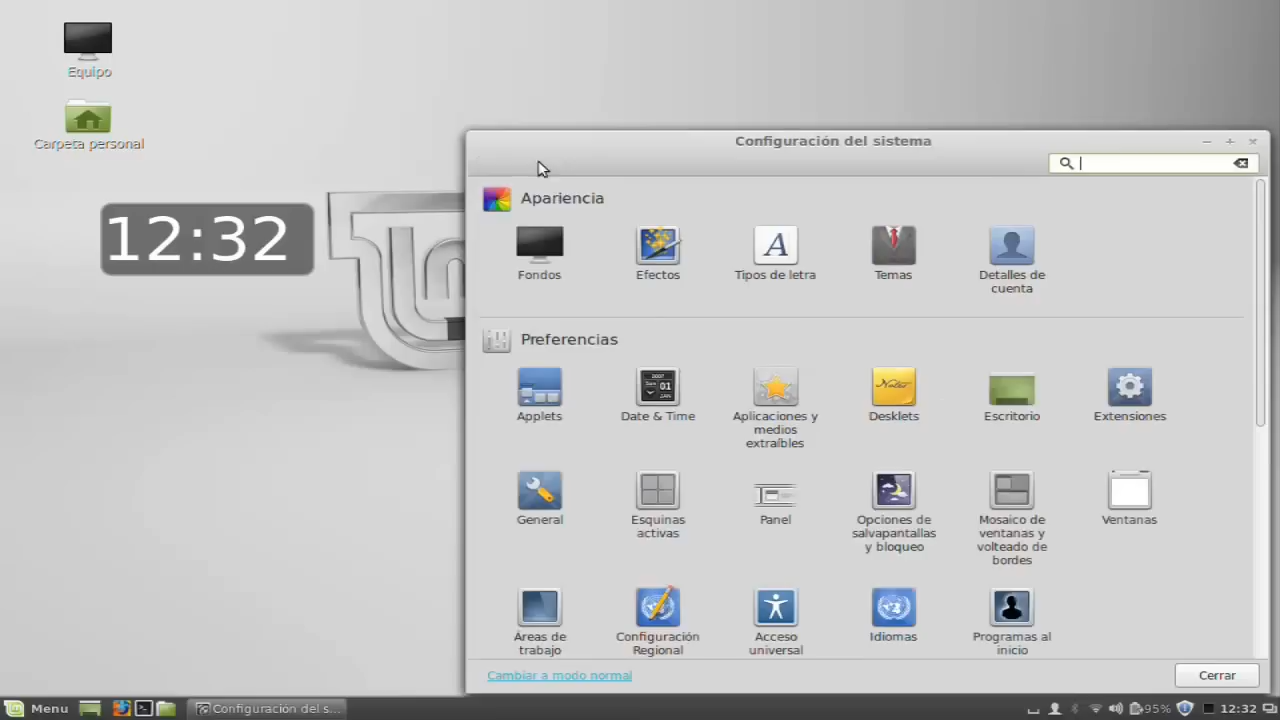 Equipo
Carpeta personal
12:32
Configuración del sistema
Apariencia
Fondos
Efectos
Tipos de letra
Temas
Detalles de
cuenta
Preferencias
Applets
Date & Time
Aplicaciones y
medios
extraíbles
Desklets
Escritorio
Extensiones
General
Esquinas
activas
Panel
Opciones de
salvapantallas
y bloqueo
Mosaico de
ventanas y
volteado de
bordes
Ventanas
Áreas de
trabajo
Configuración
Regional
Acceso
universal
Idiomas
Programas al
inicio
Cambiar a modo normal
Cerrar
Menu
Configuración del s...
95%
12:32